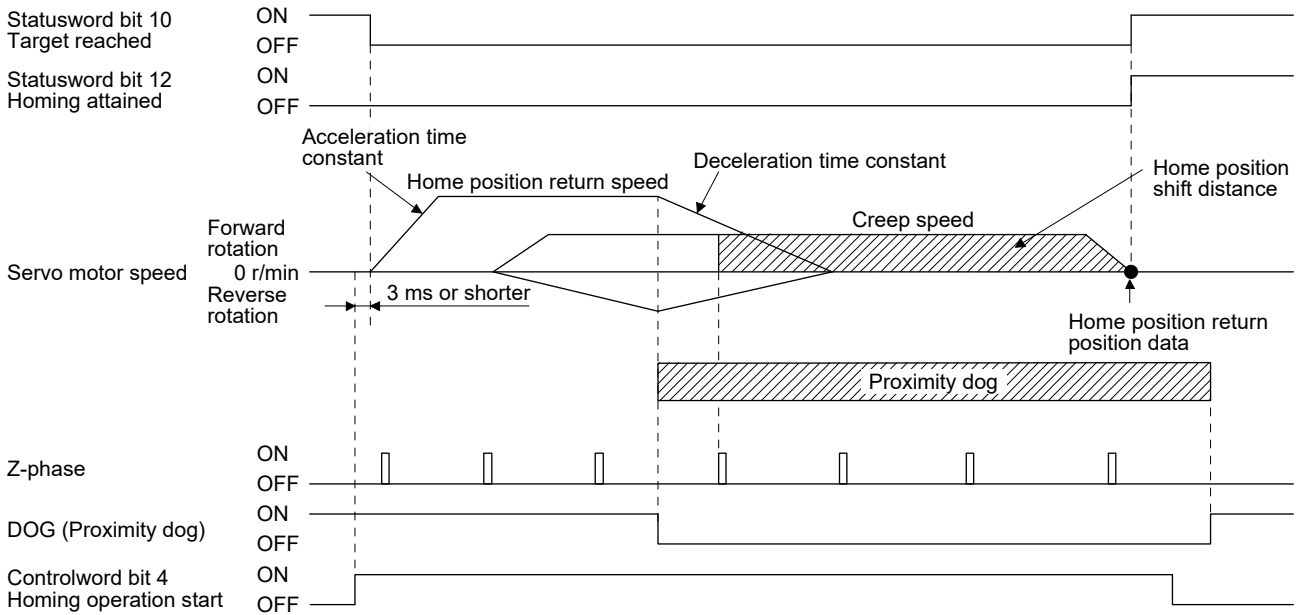 Statusword bit 10
Target reached
ON
OFF
Statusword bit 12
Homing attained
ON
OFF
Acceleration time
constant
Home position return speed
Deceleration time constant
Home position
shift distance
Creep speed
Servo motor speed
Forward
rotation
0 r/min
Reverse
rotation
3 ms or shorter
Home position return
position data
Proximity dog
Z-phase
ON
OFF
DOG (Proximity dog)
ON
OFF
Controlword bit 4
Homing operation start
ON
OFF